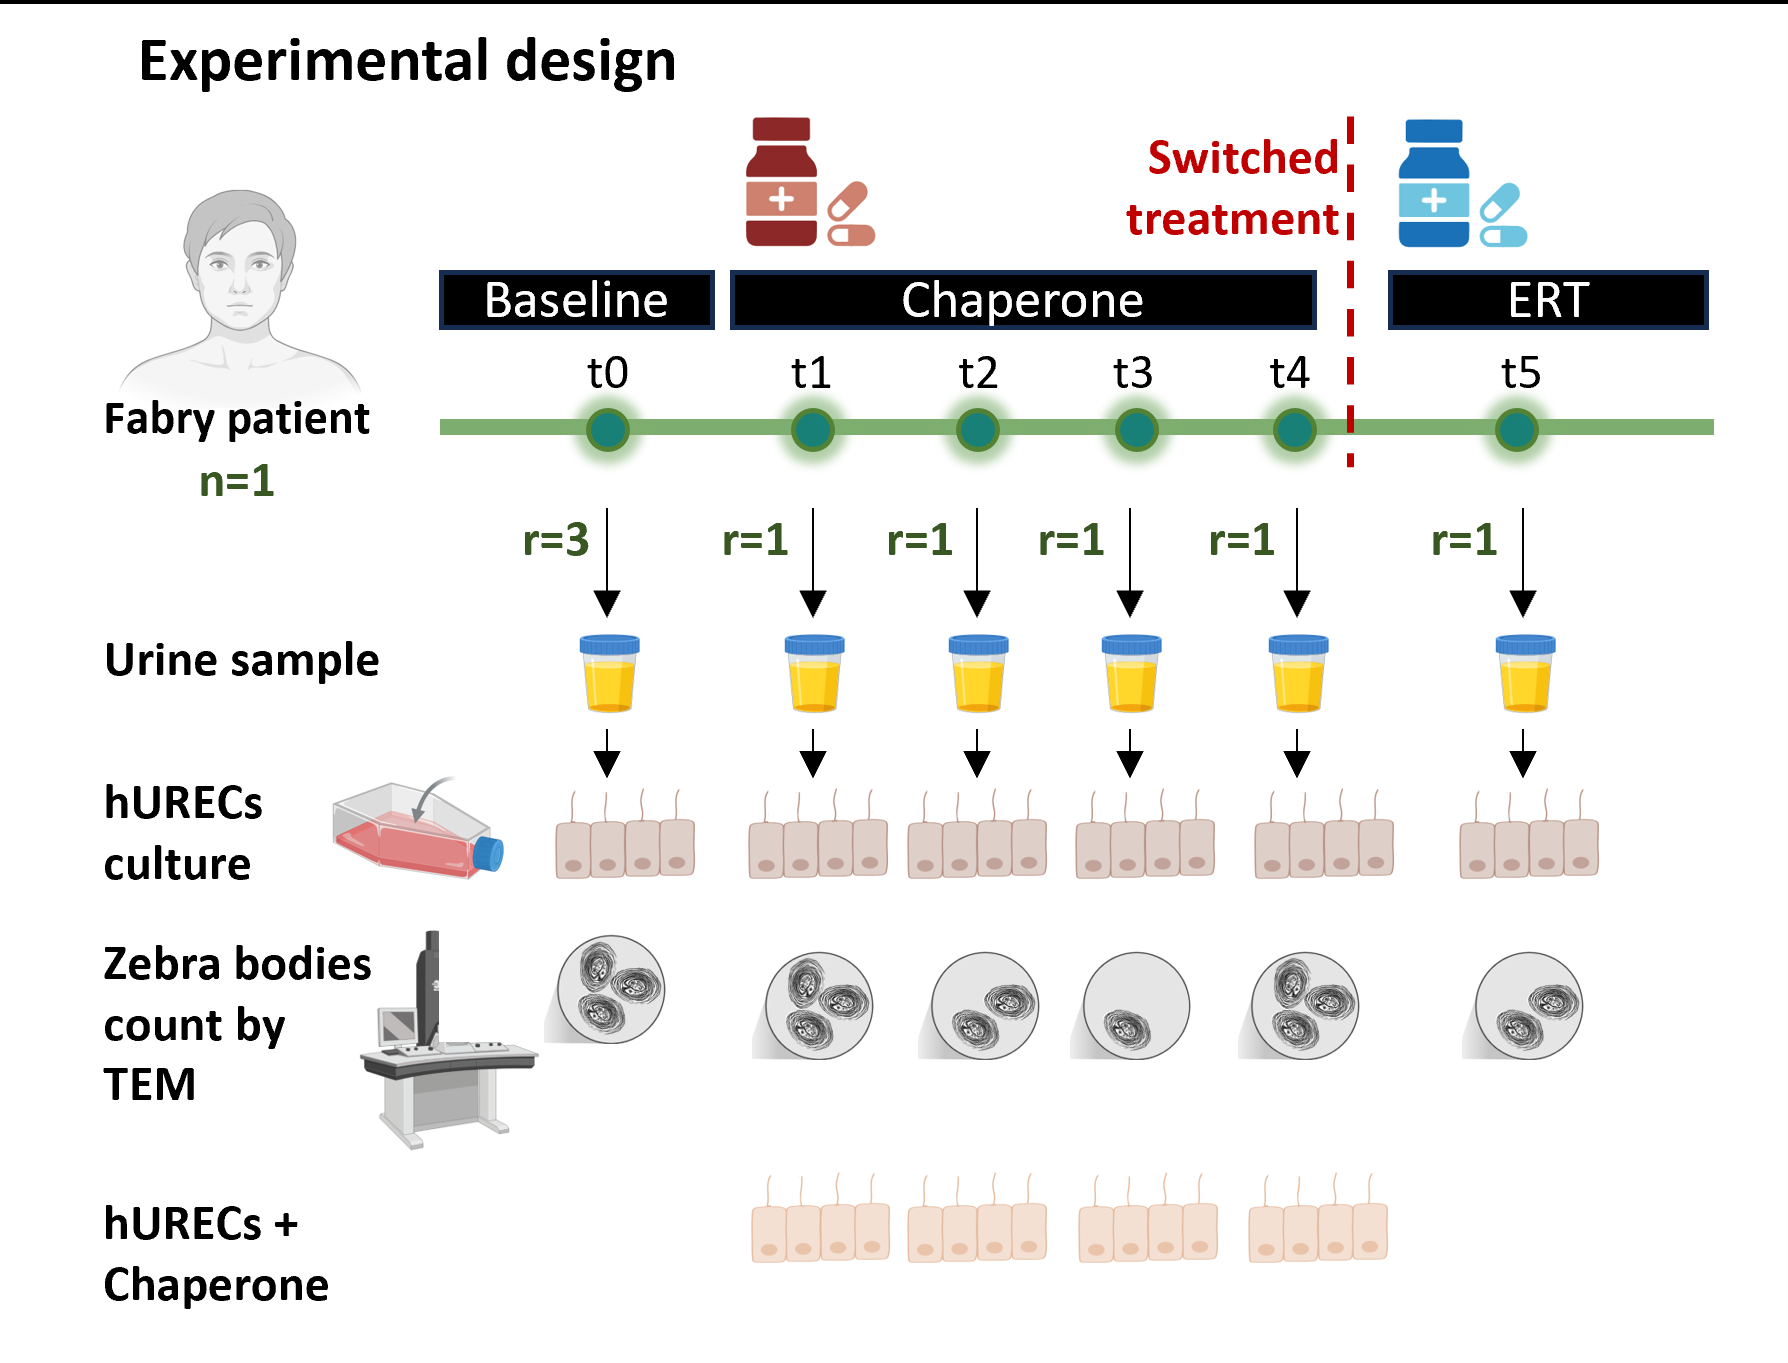 Experimental design
Switched
treatment
Baseline
Chaperone
ERT
t0
t1
t2
t3
t4
t5
Fabry patient
n=1
r=3
r=1
r=1
r=1
r=1
r=1
Urine sample
hURECs
culture
Zebra bodies
count by
TEM
hURECs +
Chaperone